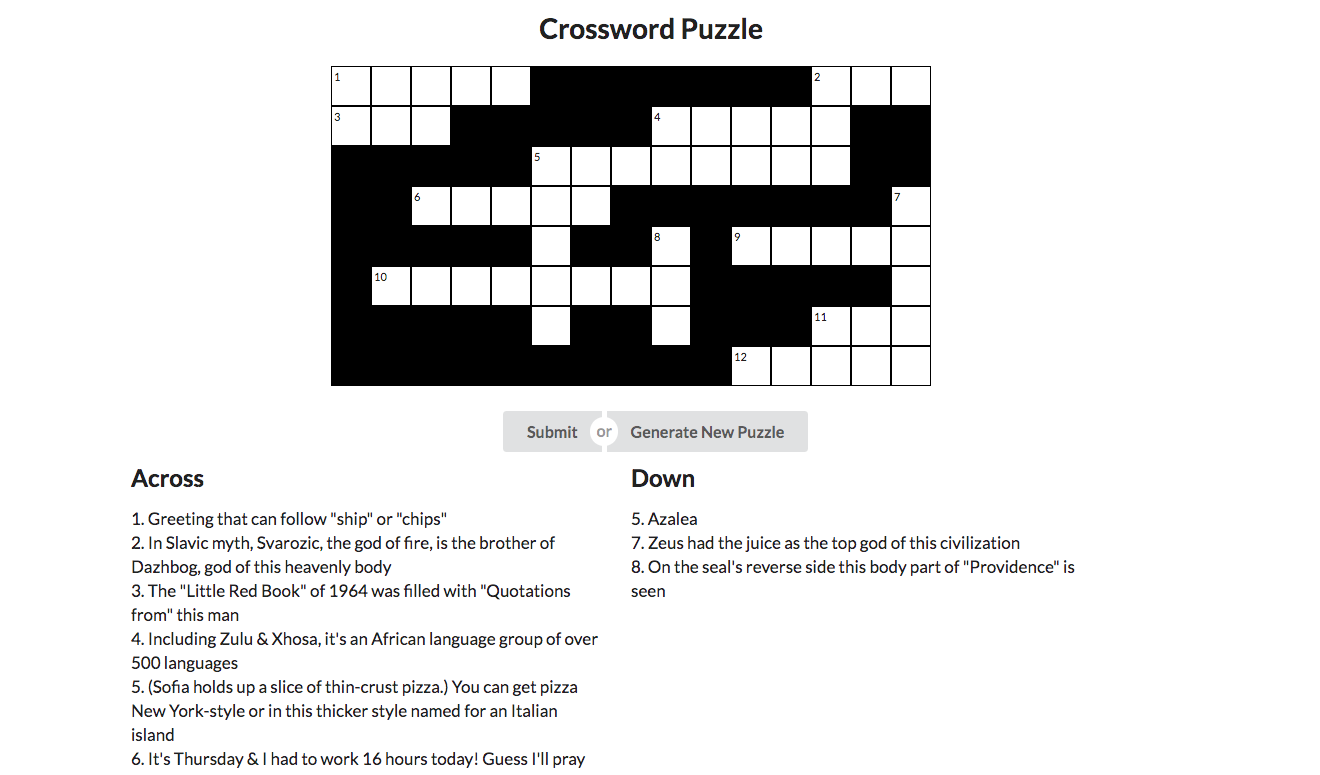 Crossword Puzzle
1 2
3 4
5
6 7
8 9
10
11
12
Submit or Generate New Puzzle
Across
1. Greeting that can follow "ship" or "chips"
2. In Slavic myth, Svarozic, the god of fire, is the brother of
Dazhbog, god of this heavenly body
3. The "Little Red Book" of 1964 was filled with "Quotations
from" this man
4. Including Zulu & Xhosa, it's an African language group of over
500 languages
5. (Sofia holds up a slice of thin-crust pizza.) You can get pizza
New York-style or in this thicker style named for an Italian
island
6. It's Thursday & I had to work 16 hours today! Guess I'll pray
Down
5. Azalea
7. Zeus had the juice as the top god of this civilization
8. On the seal's reverse side this body part of "Providence" is
seen